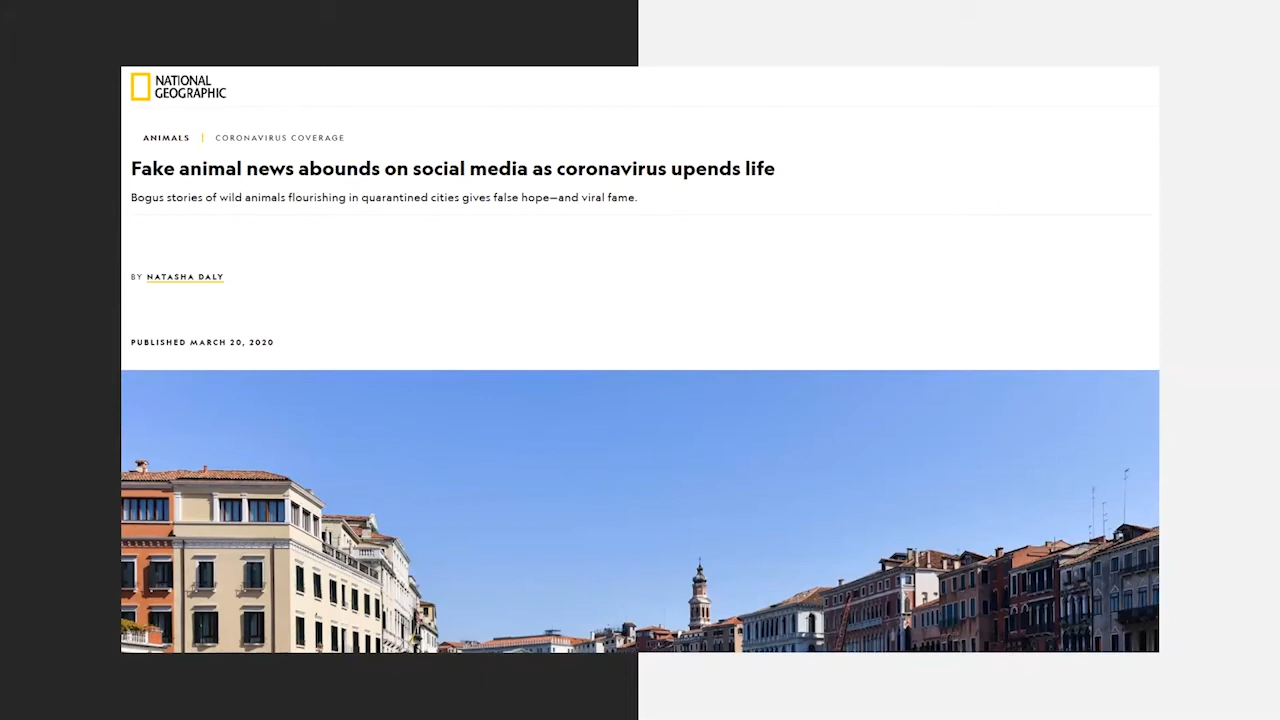 NATIONAL
GEOGRAPHIC
ANIMALS | CORONAVIRUS COVERAGE
Fake animal news abounds on social media as coronavirus upends life
Bogus stories of wild animals flourishing in quarantined cities gives false hope—and viral fame.
BY NATASHA DALY
PUBLISHED MARCH 20, 2020